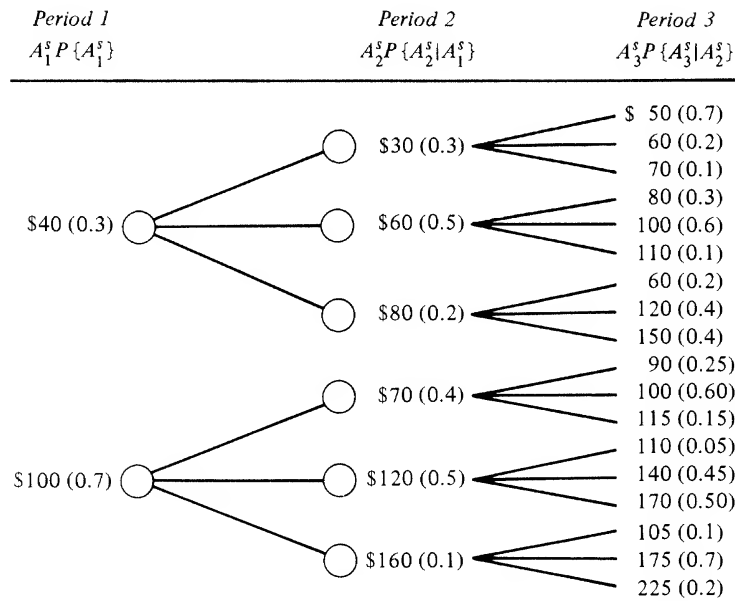 Period 1 Period 2 Period 3
A₁ˢP {A₁ˢ} A₂ˢP {A₂ˢ|A₁ˢ} A₃ˢP {A₃ˢ|A₂ˢ}
$ 50 (0.7)
$30 (0.3) 60 (0.2)
70 (0.1)
80 (0.3)
$40 (0.3) $60 (0.5) 100 (0.6)
110 (0.1)
60 (0.2)
$80 (0.2) 120 (0.4)
150 (0.4)
90 (0.25)
$70 (0.4) 100 (0.60)
115 (0.15)
110 (0.05)
$100 (0.7) $120 (0.5) 140 (0.45)
170 (0.50)
105 (0.1)
$160 (0.1) 175 (0.7)
225 (0.2)